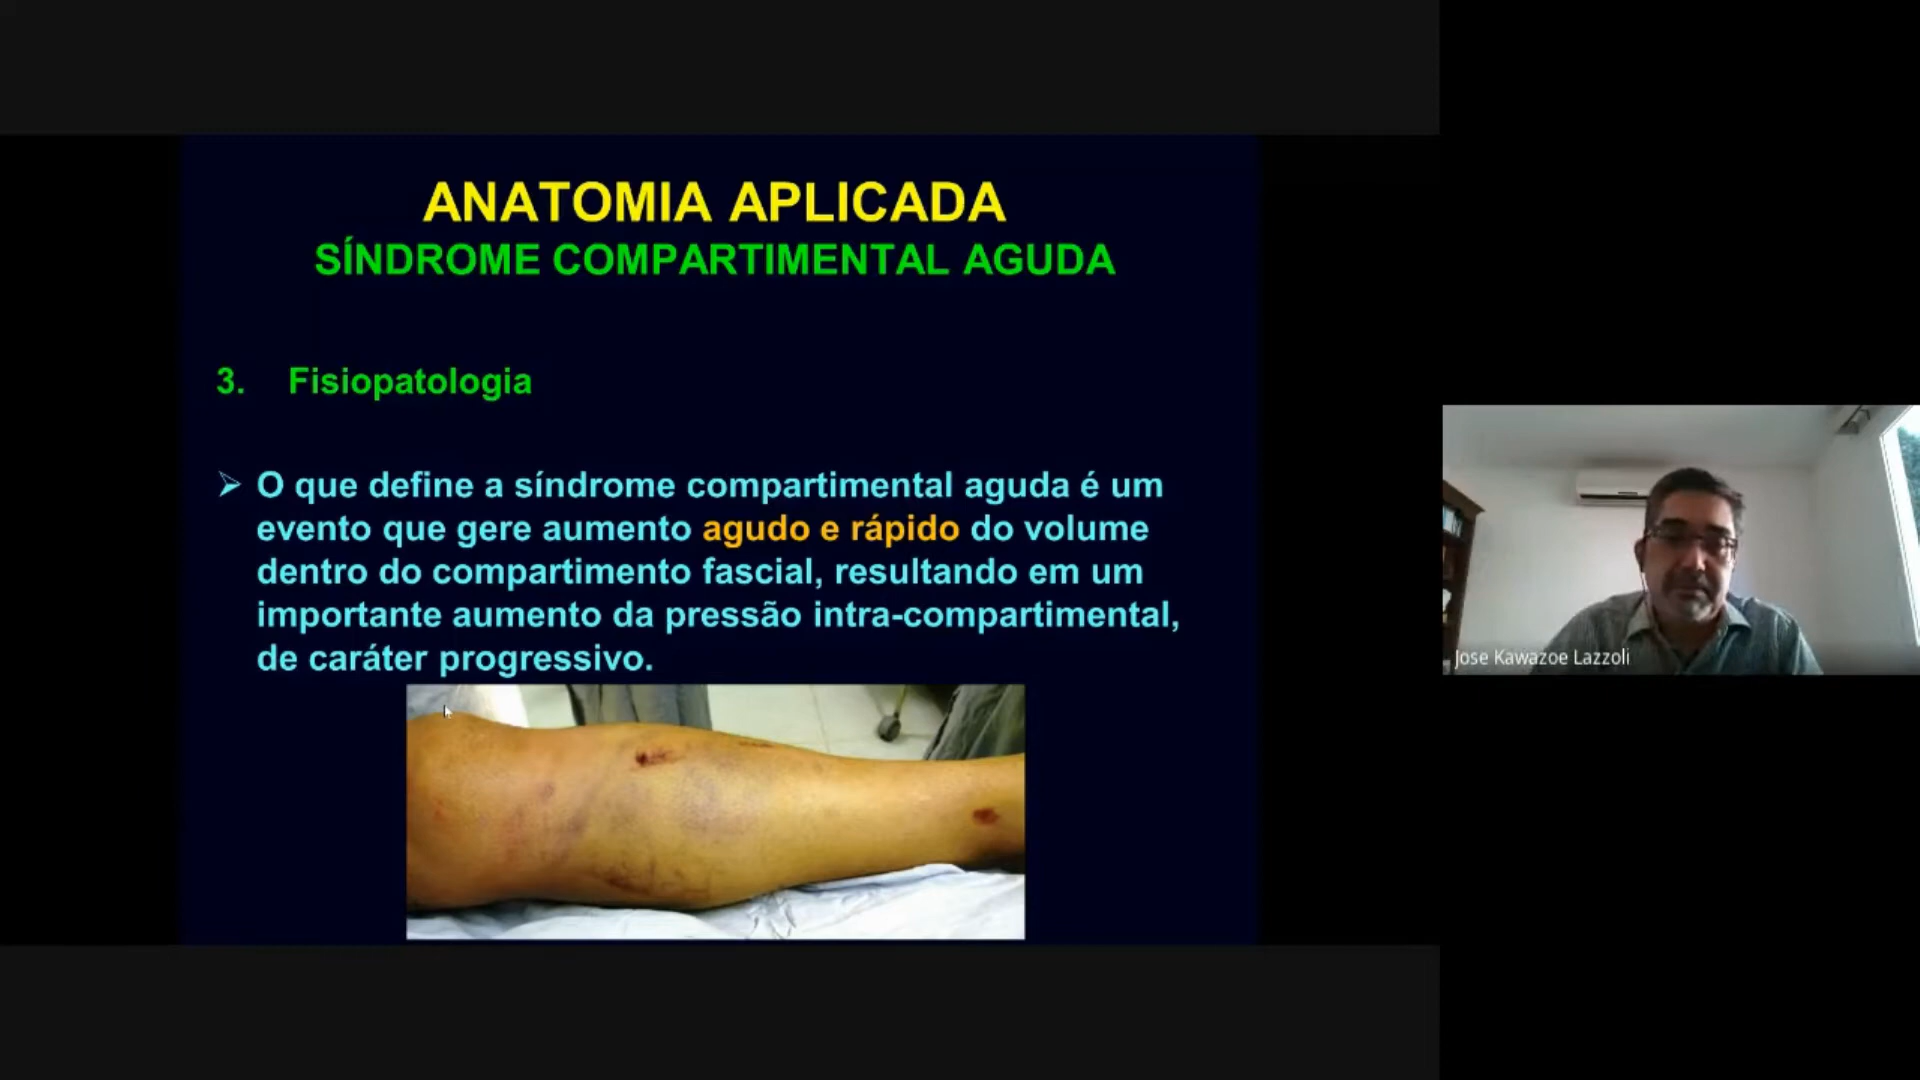 ANATOMIA APLICADA
SÍNDROME COMPARTIMENTAL AGUDA
3. Fisiopatologia
➢ O que define a síndrome compartimental aguda é um
evento que gere aumento agudo e rápido do volume
dentro do compartimento fascial, resultando em um
importante aumento da pressão intra-compartimental,
de caráter progressivo.
Jose Kawazoe Lazzoli